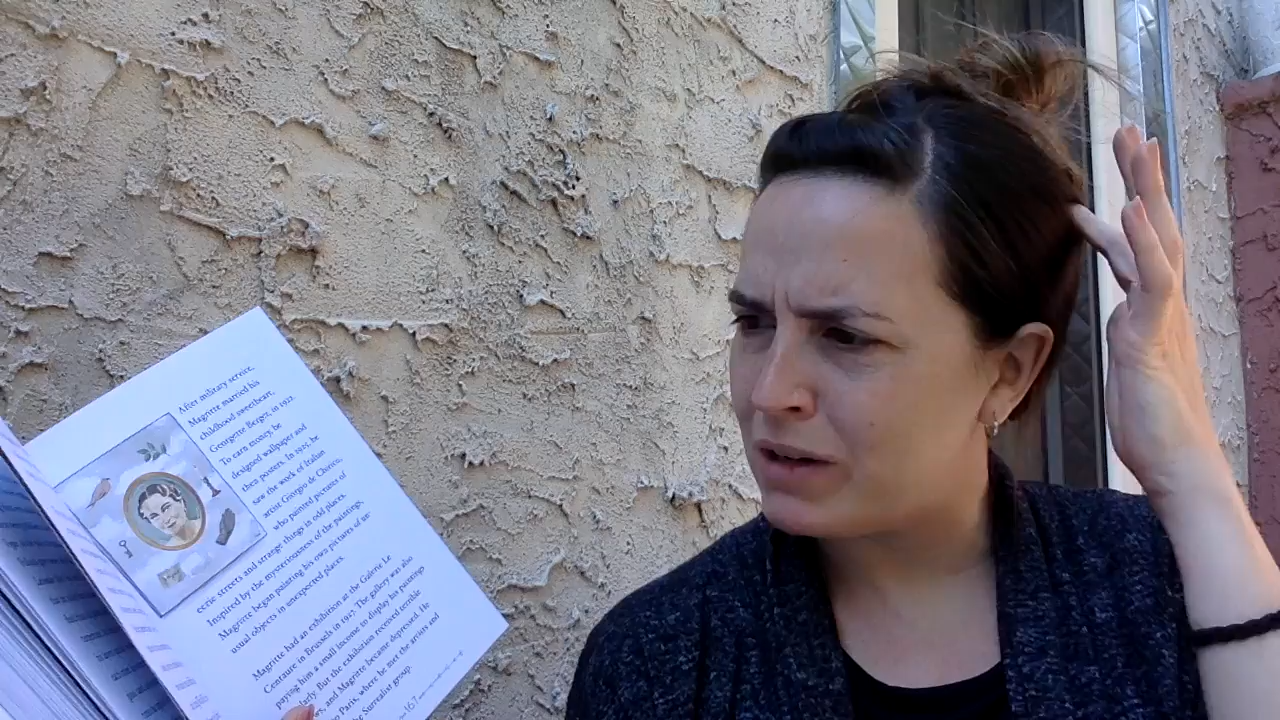 After military service,
Magritte married his
childhood sweetheart,
Georgette Berger, in 1922.
To earn money, he
designed wallpaper and
then posters. In 1925, he
saw the work of Italian
artist Giorgio de Chirico,
who painted pictures of
eerie streets and strange things in odd places.
Inspired by the mysteriousness of the paintings,
Magritte began painting his own pictures of un-
usual objects in unexpected places.
Magritte had an exhibition at the Galerie Le
Centaure in Brussels in 1927. The gallery was also
paying him a small income to display his paintings
larly. But the exhibition received terrible
ws, and Magritte became depressed. He
o Paris, where he met the artists and
the Surrealist group.
167